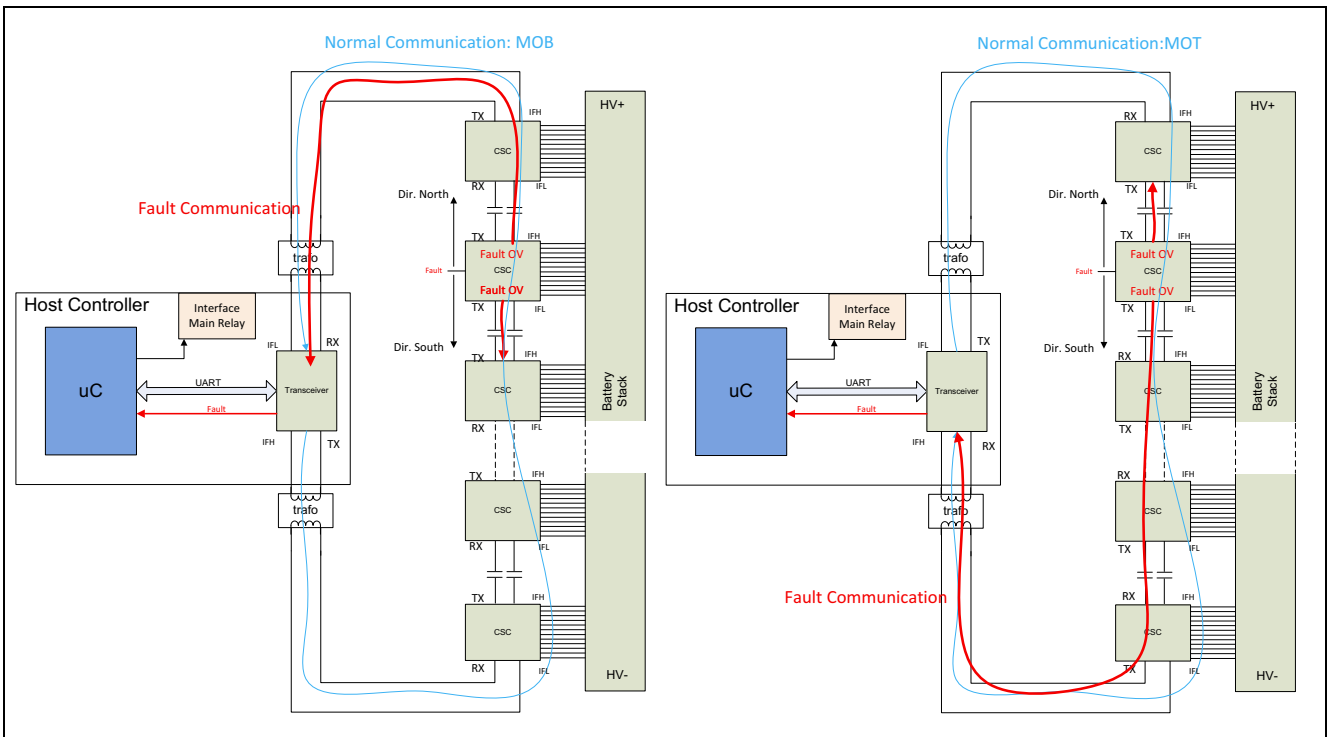 Normal Communication: MOB
TX
IFH
CSC
RX
IFL
HV+
Dir. North
Fault Communication
TX
IFH
Fault OV
CSC
Fault OV
Fault
TX
IFL
trafo
Host Controller
Interface
Main Relay
IFL
RX
uC
UART
Transceiver
Fault
IFH
TX
Dir. South
TX
IFH
CSC
RX
IFL
Battery
Stack
trafo
TX
IFH
CSC
RX
IFL
TX
IFH
CSC
RX
IFL
HV-
Normal Communication:MOT
RX
IFH
CSC
TX
IFL
HV+
Dir. North
TX
IFH
Fault OV
CSC
Fault OV
Fault
TX
IFL
trafo
Host Controller
Interface
Main Relay
IFL
TX
uC
UART
Transceiver
Fault
IFH
RX
Dir. South
RX
IFH
CSC
TX
IFL
Battery
Stack
trafo
RX
IFH
CSC
TX
IFL
Fault Communication
RX
IFH
CSC
TX
IFL
HV-